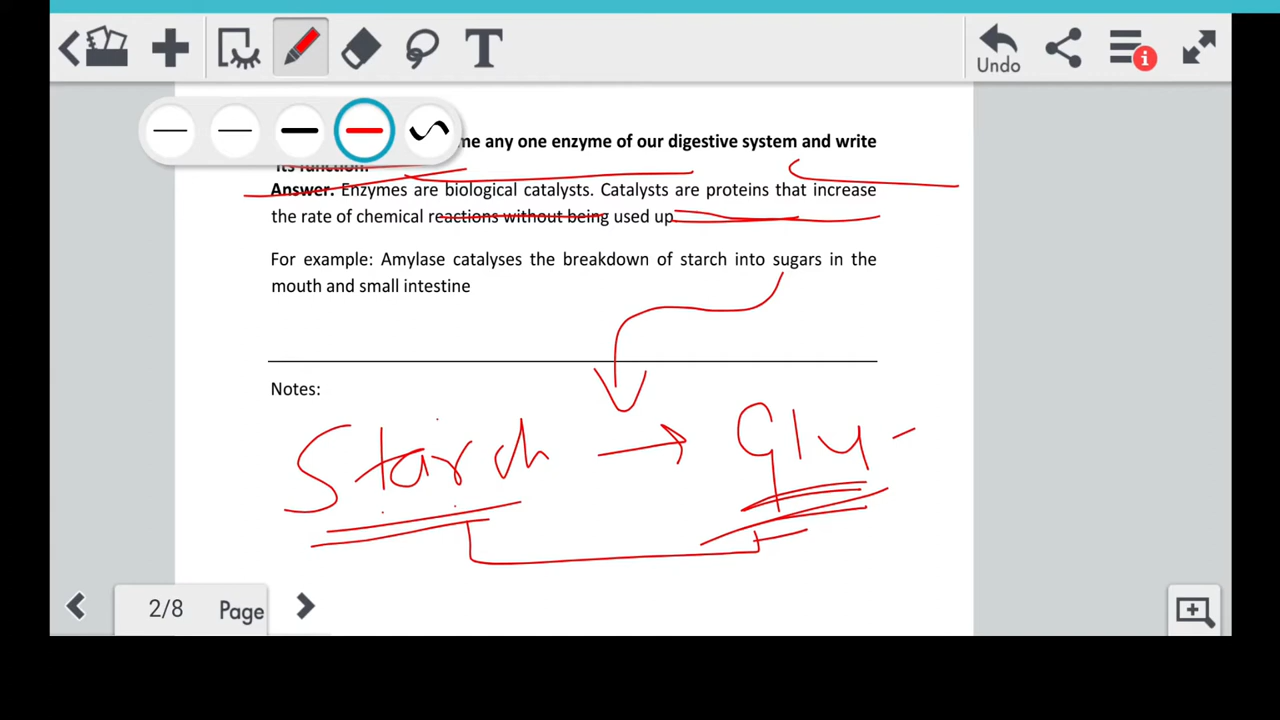 Undo
me any one enzyme of our digestive system and write
its function.
Answer. Enzymes are biological catalysts. Catalysts are proteins that increase
the rate of chemical reactions without being used up.
For example: Amylase catalyses the breakdown of starch into sugars in the
mouth and small intestine
Notes:
Starch → Glu -
2/8 Page